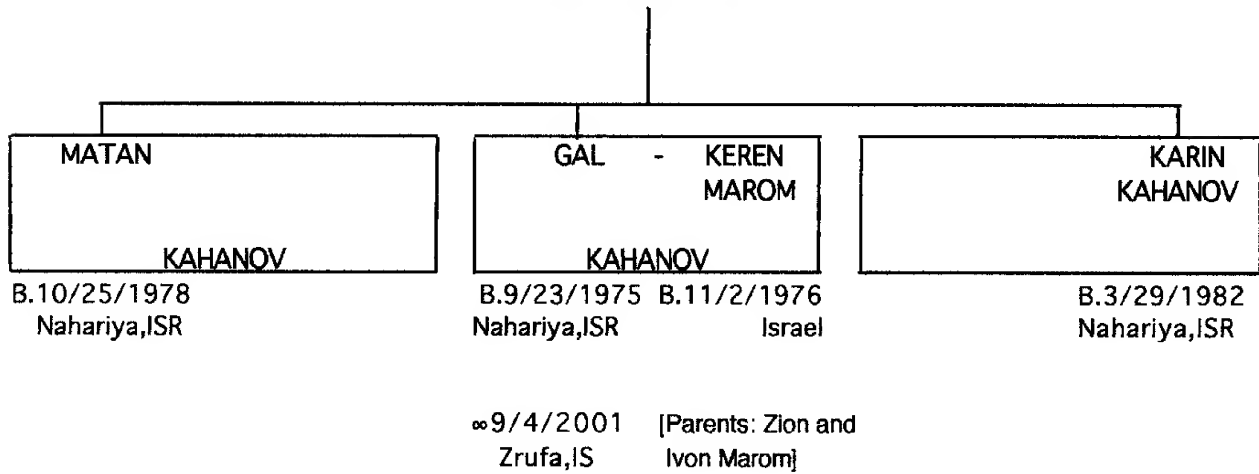 MATAN
KAHANOV
B.10/25/1978
Nahariya,ISR
GAL - KEREN
MAROM
KAHANOV
B.9/23/1975 B.11/2/1976
Nahariya,ISR Israel
∞9/4/2001 [Parents: Zion and
Zrufa,IS Ivon Marom]
KARIN
KAHANOV
B.3/29/1982
Nahariya,ISR